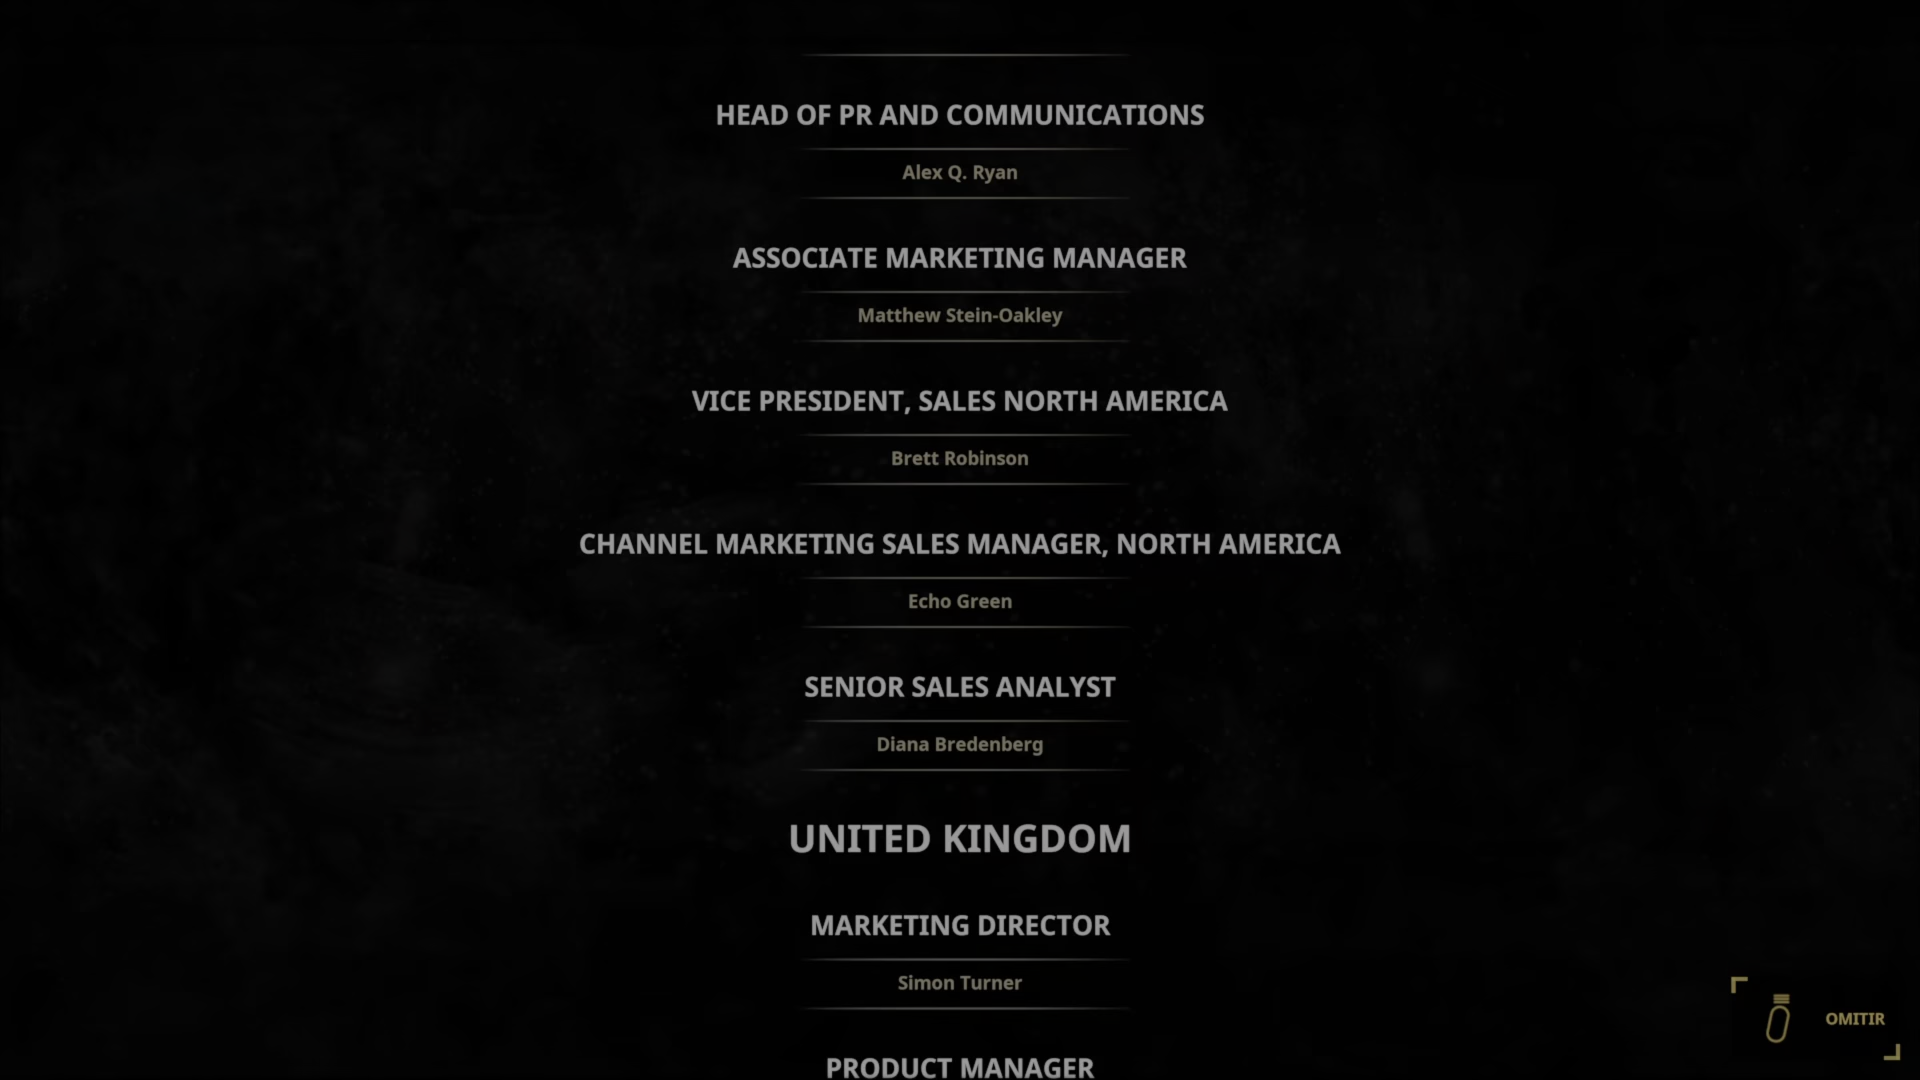 HEAD OF PR AND COMMUNICATIONS
Alex Q. Ryan
ASSOCIATE MARKETING MANAGER
Matthew Stein-Oakley
VICE PRESIDENT, SALES NORTH AMERICA
Brett Robinson
CHANNEL MARKETING SALES MANAGER, NORTH AMERICA
Echo Green
SENIOR SALES ANALYST
Diana Bredenberg
UNITED KINGDOM
MARKETING DIRECTOR
Simon Turner
OMITIR
PRODUCT MANAGER